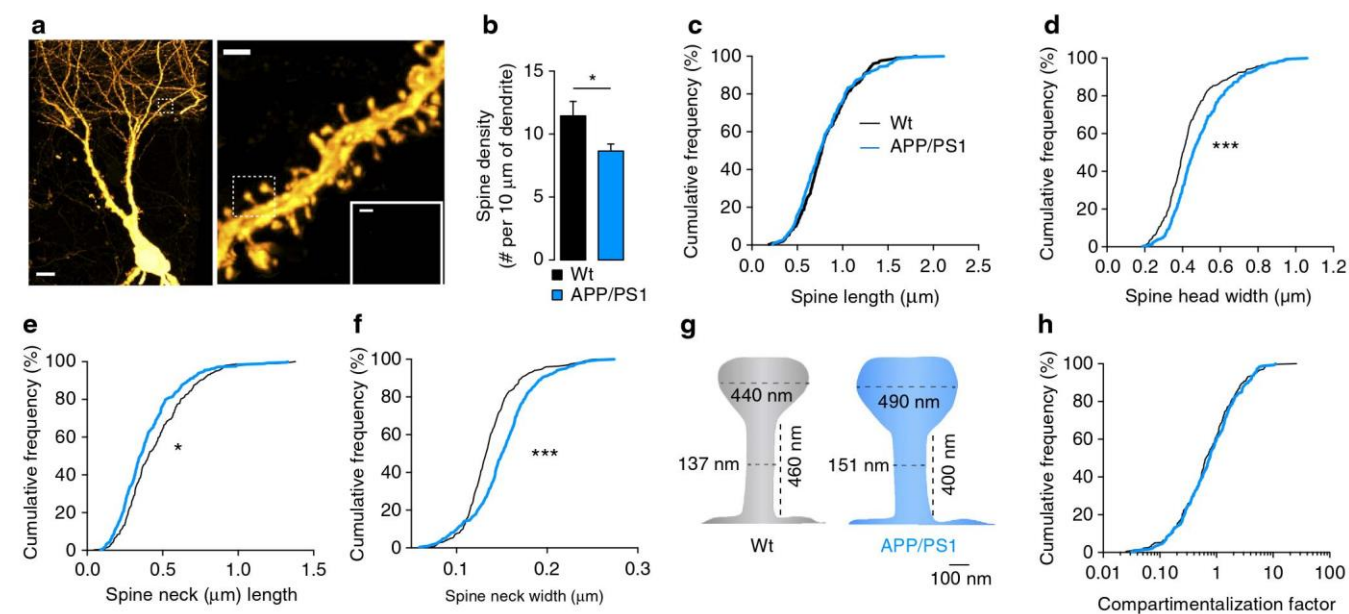 a
b
Spine density
(# per 10 μm of dendrite)
15
10
5
0
*
Wt
APP/PS1
c
Cumulative frequency (%)
100
80
60
40
20
0
Wt
APP/PS1
0.0 0.5 1.0 1.5 2.0 2.5
Spine length (μm)
d
Cumulative frequency (%)
100
80
60
40
20
0
***
0.0 0.2 0.4 0.6 0.8 1.0 1.2
Spine head width (μm)
e
Cumulative frequency (%)
100
80
60
40
20
0
*
0.0 0.5 1.0 1.5
Spine neck (μm) length
f
Cumulative frequency (%)
100
80
60
40
20
0
***
0.1 0.2 0.3
Spine neck width (μm)
g
440 nm
137 nm
460 nm
Wt
490 nm
151 nm
400 nm
APP/PS1
100 nm
h
Cumulative frequency (%)
100
80
60
40
20
0
0.01 0.10 1 10 100
Compartimentalization factor